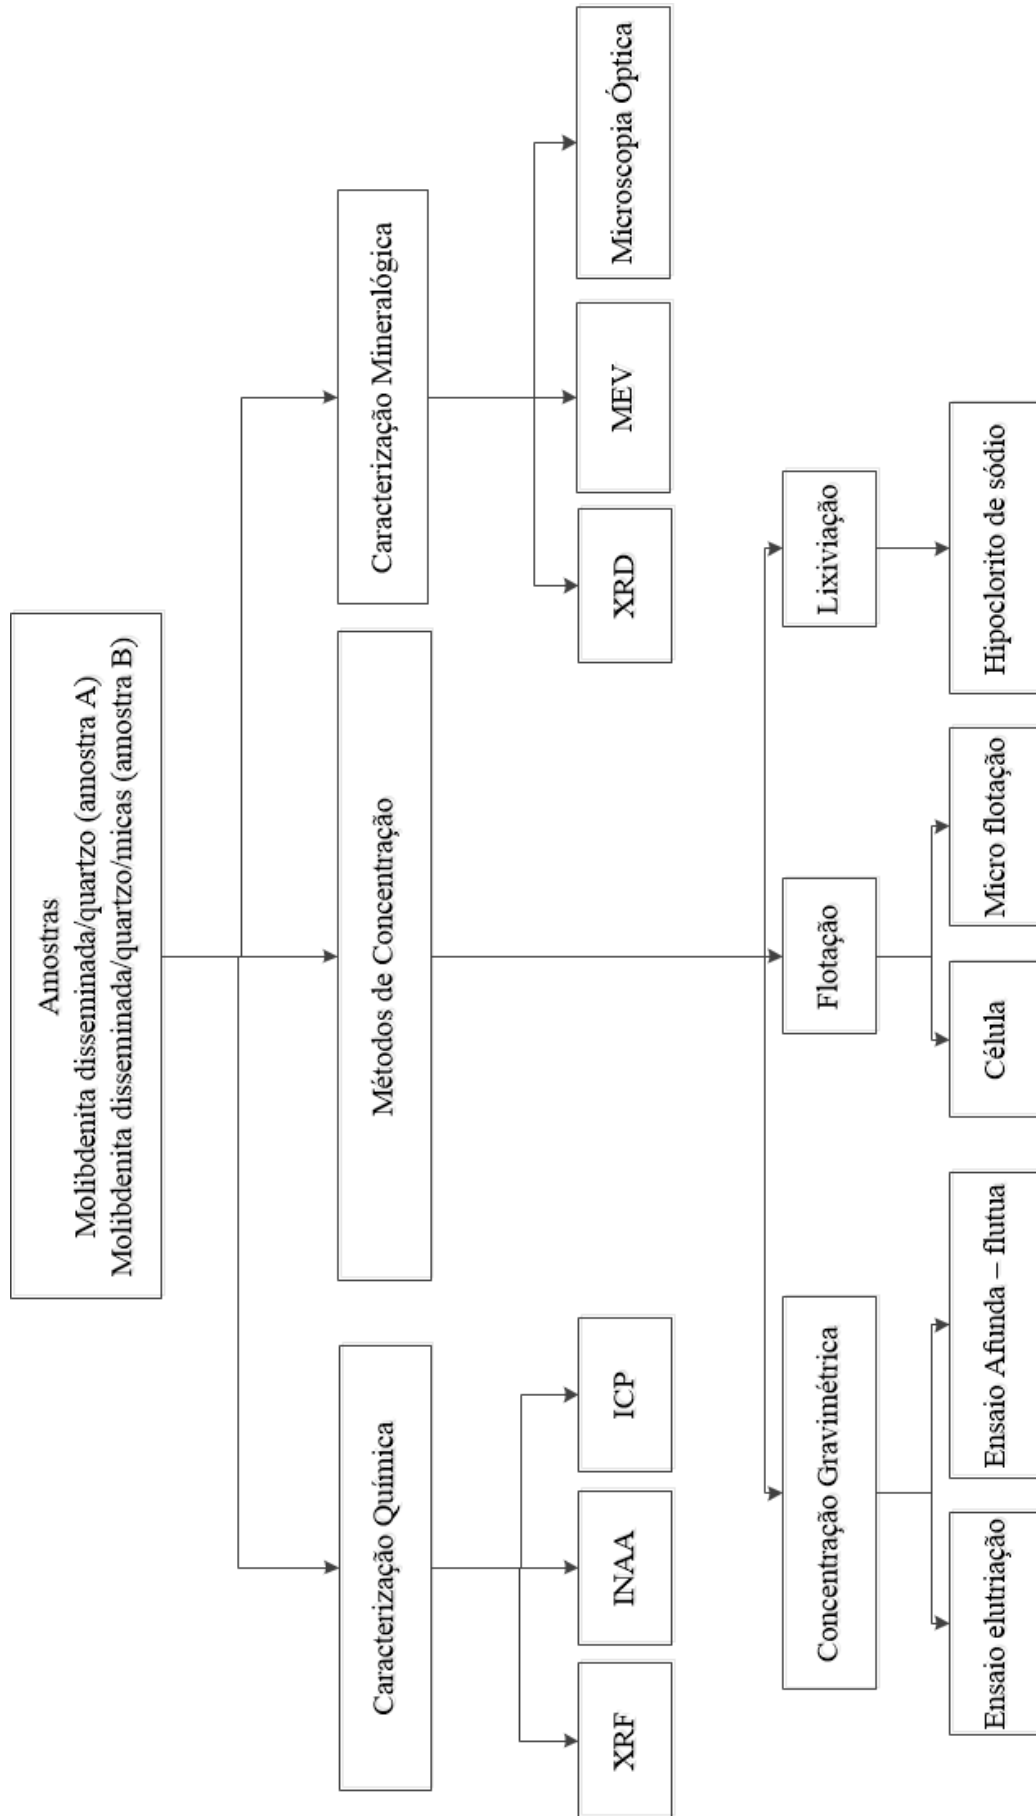 Amostras
Molibdenita disseminada/quartzo (amostra A)
Molibdenita disseminada/quartzo/micas (amostra B)
Caracterização Química
Métodos de Concentração
Caracterização Mineralógica
XRF
INAA
ICP
XRD
MEV
Microscopia Óptica
Concentração Gravimétrica
Flotação
Lixiviação
Ensaio elutriação
Ensaio Afunda – flutua
Célula
Micro flotação
Hipoclorito de sódio